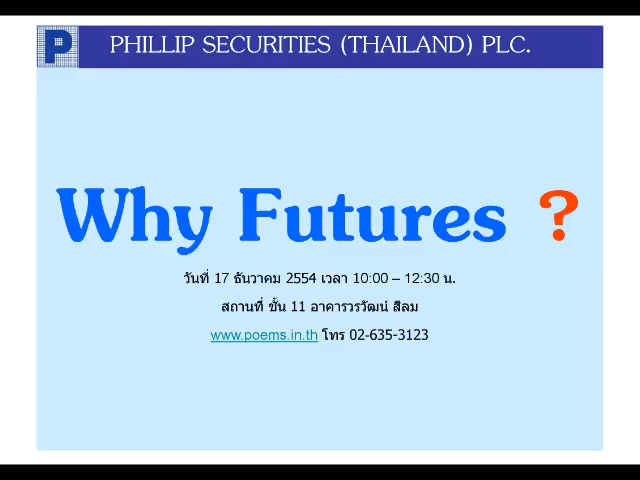 P
PHILLIP SECURITIES (THAILAND) PLC.
Why Futures ?
วันที่ 17 ธันวาคม 2554 เวลา 10:00 – 12:30 น.
สถานที่ ชั้น 11 อาคารวรวัฒน์ สีลม
www.poems.in.th โทร 02-635-3123